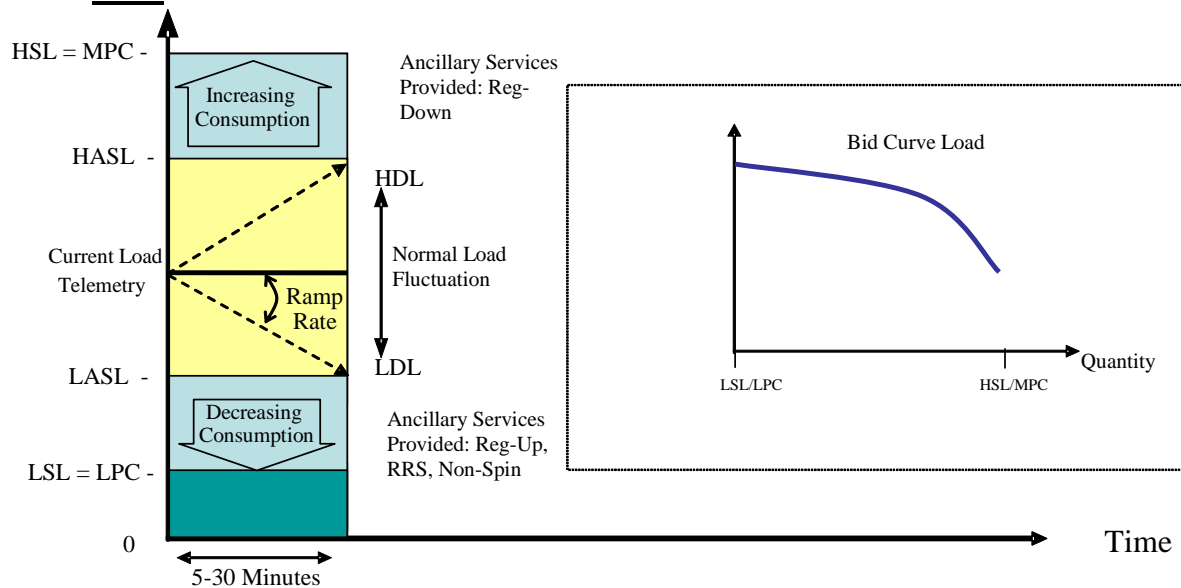 HSL = MPC -
Increasing
Consumption
Ancillary Services
Provided: Reg-
Down
HASL -
HDL
Current Load
Telemetry
Normal Load
Fluctuation
Ramp
Rate
LDL
LASL -
Decreasing
Consumption
Ancillary Services
Provided: Reg-Up,
RRS, Non-Spin
LSL = LPC -
0
5-30 Minutes
Time
Bid Curve Load
Quantity
LSL/LPC
HSL/MPC